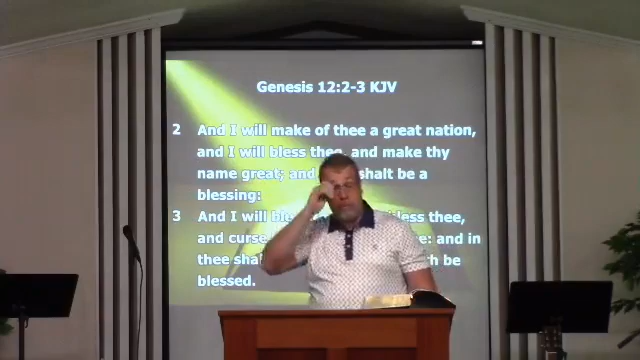 Genesis 12:2-3 KJV
2 And I will make of thee a great nation,
and I will bless thee, and make thy
name great; and shalt be a
blessing:
3 And I will bless thee,
and curse : and in
thee be
blessed.